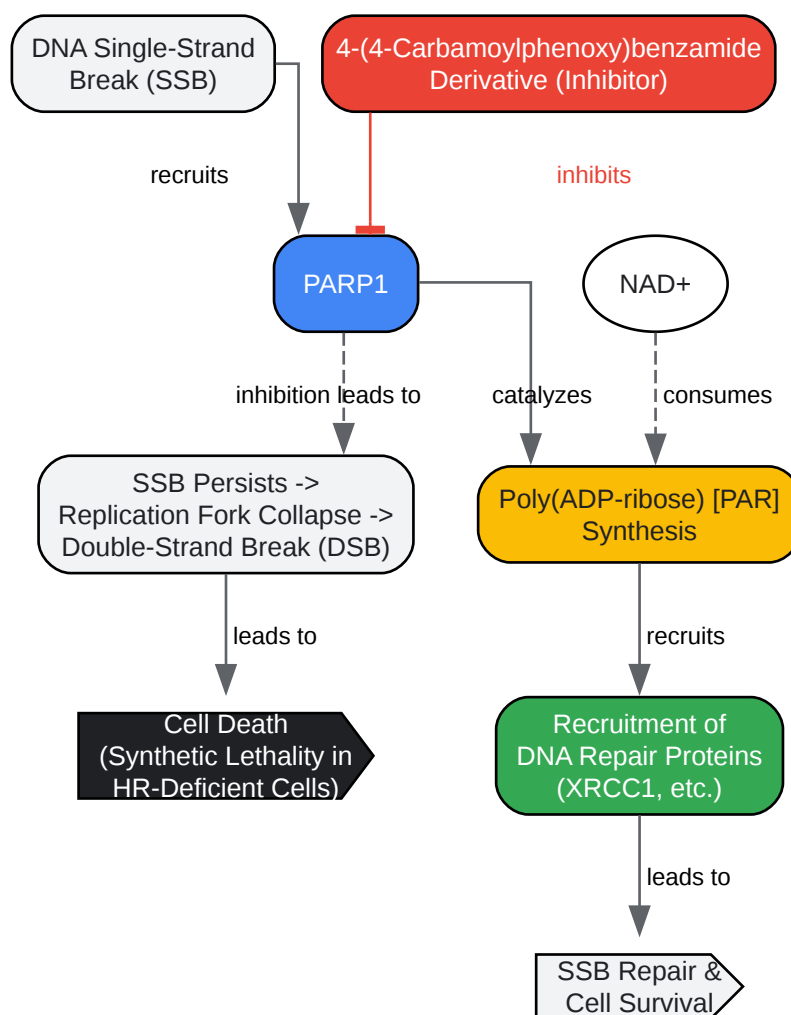 DNA Single-Strand
Break (SSB)
4-(4-Carbamoylphenoxy)benzamide
Derivative (Inhibitor)
recruits
inhibits
PARP1
NAD+
inhibition leads to
catalyzes
consumes
SSB Persists ->
Replication Fork Collapse ->
Double-Strand Break (DSB)
Poly(ADP-ribose) [PAR]
Synthesis
leads to
recruits
Cell Death
(Synthetic Lethality in
HR-Deficient Cells)
Recruitment of
DNA Repair Proteins
(XRCC1, etc.)
leads to
SSB Repair &
Cell Survival